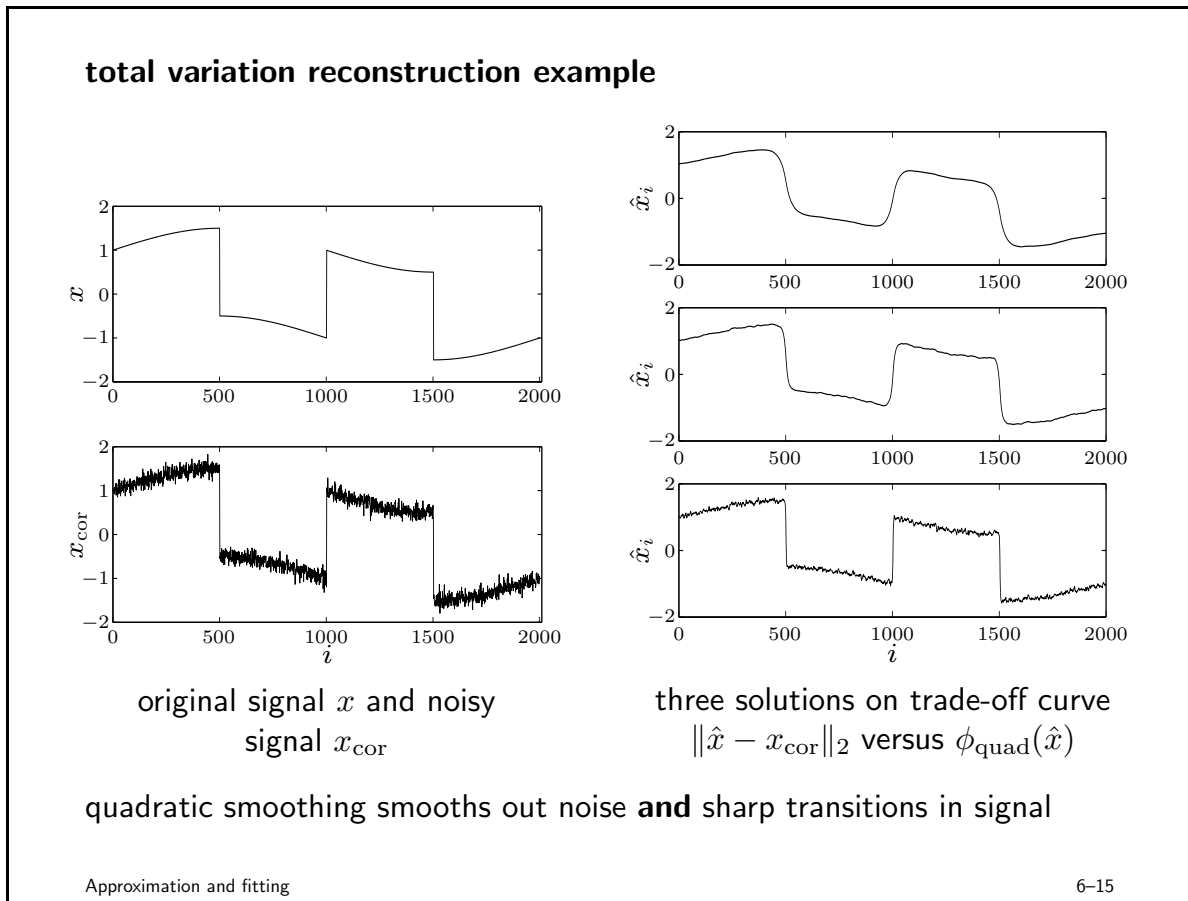 total variation reconstruction example
2
1
0
−1
−2
x
0 500 1000 1500 2000
2
1
0
−1
−2
x_cor
0 500 1000 1500 2000
i
original signal x and noisy
signal x_cor
2
0
−2
x̂_i
0 500 1000 1500 2000
2
0
−2
x̂_i
0 500 1000 1500 2000
2
0
−2
x̂_i
0 500 1000 1500 2000
i
three solutions on trade-off curve
‖x̂ − x_cor‖₂ versus ϕ_quad(x̂)
quadratic smoothing smooths out noise and sharp transitions in signal
Approximation and fitting 6–15